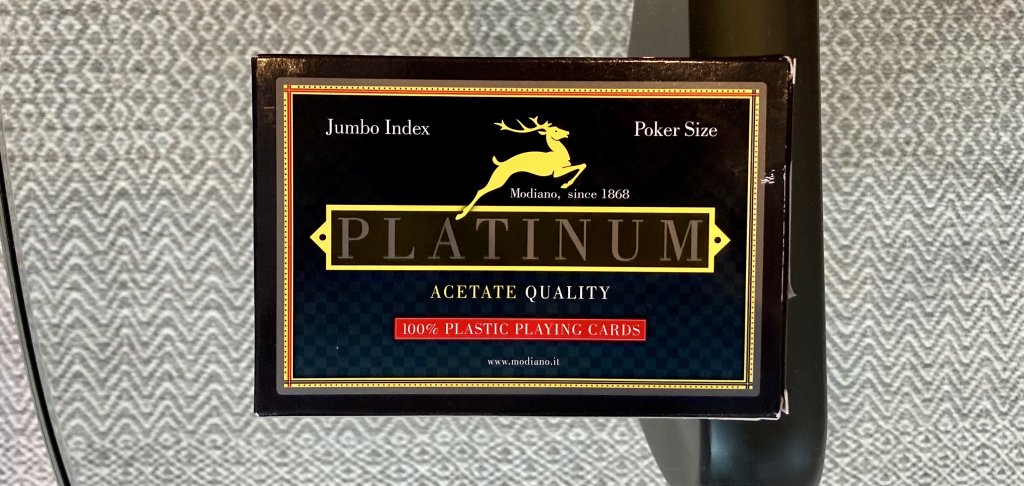 Jumbo Index
Poker Size
Modiano, since 1868
PLATINUM
ACETATE QUALITY
100% PLASTIC PLAYING CARDS
www.modiano.it